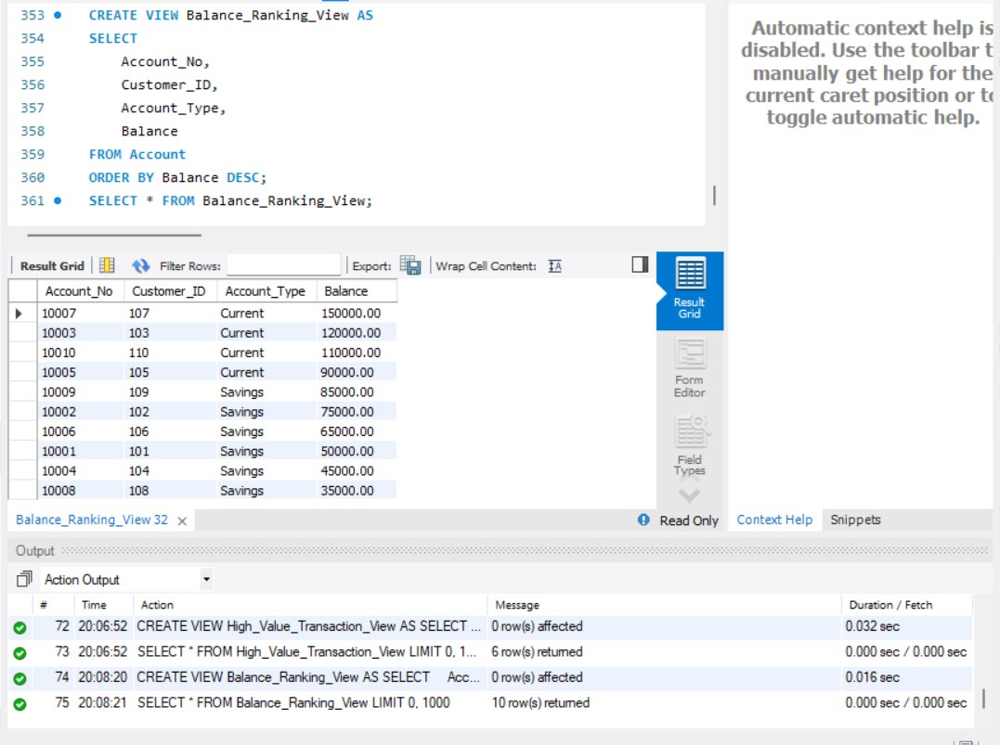 353 CREATE VIEW Balance_Ranking_View AS
354 SELECT
355 Account_No,
356 Customer_ID,
357 Account_Type,
358 Balance
359 FROM Account
360 ORDER BY Balance DESC;
361 SELECT * FROM Balance_Ranking_View;
Automatic context help is
disabled. Use the toolbar t
manually get help for the
current caret position or to
toggle automatic help.
Result Grid Filter Rows: Export: Wrap Cell Content: IA
Account_No Customer_ID Account_Type Balance
10007 107 Current 150000.00
10003 103 Current 120000.00
10010 110 Current 110000.00
10005 105 Current 90000.00
10009 109 Savings 85000.00
10002 102 Savings 75000.00
10006 106 Savings 65000.00
10001 101 Savings 50000.00
10004 104 Savings 45000.00
10008 108 Savings 35000.00
Result
Grid
Form
Editor
Field
Types
Balance_Ranking_View 32 Read Only Context Help Snippets
Output
Action Output
# Time Action Message Duration / Fetch
72 20:06:52 CREATE VIEW High_Value_Transaction_View AS SELECT ... 0 row(s) affected 0.032 sec
73 20:06:52 SELECT * FROM High_Value_Transaction_View LIMIT 0, 1... 6 row(s) returned 0.000 sec / 0.000 sec
74 20:08:20 CREATE VIEW Balance_Ranking_View AS SELECT Acc... 0 row(s) affected 0.016 sec
75 20:08:21 SELECT * FROM Balance_Ranking_View LIMIT 0, 1000 10 row(s) returned 0.000 sec / 0.000 sec